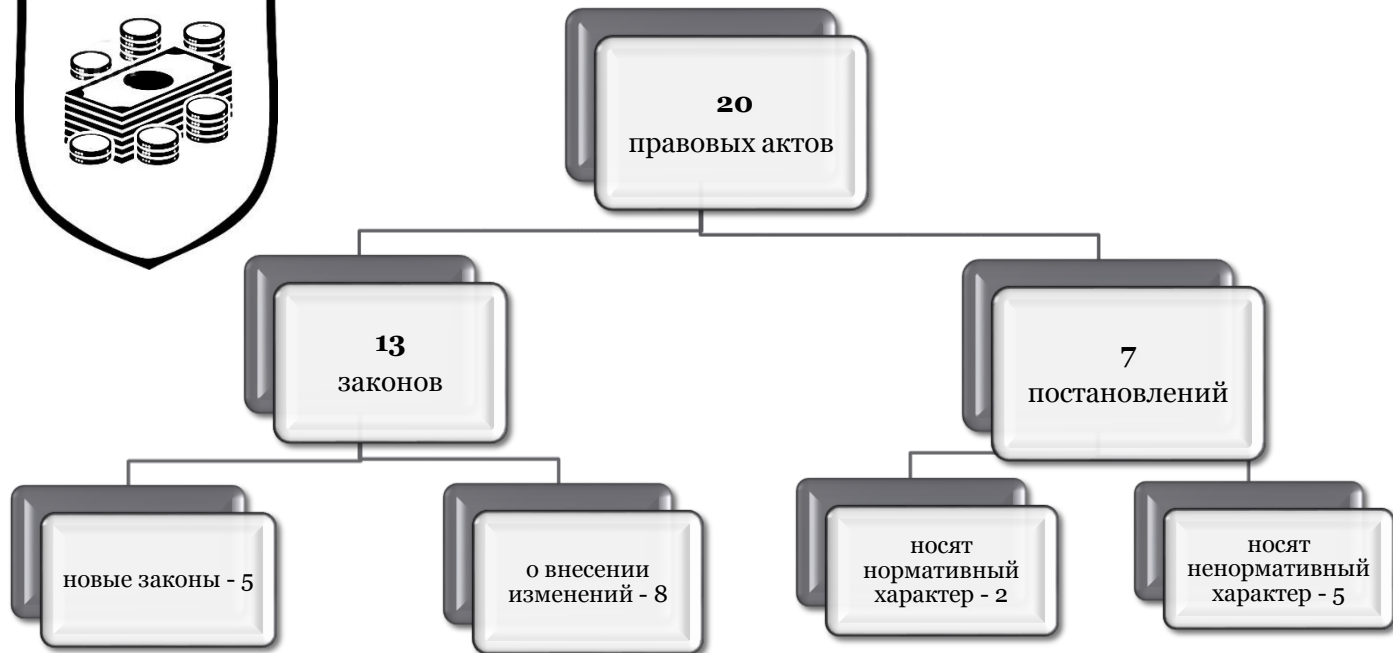 20
правовых актов
13
законов
7
постановлений
новые законы - 5
о внесении
изменений - 8
носят
нормативный
характер - 2
носят
ненормативный
характер - 5